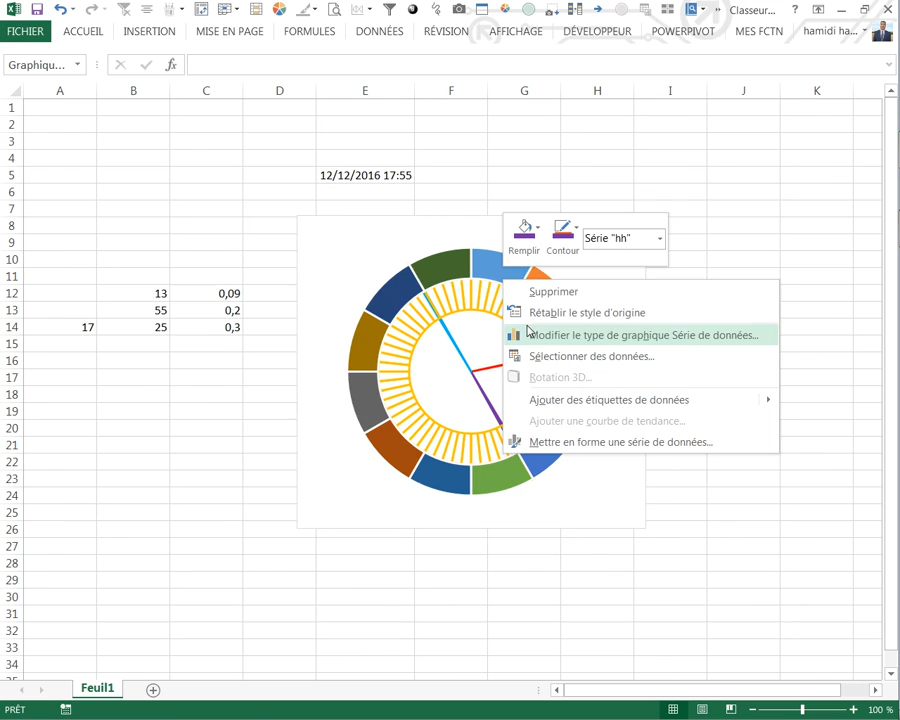 Classeur...
?
FICHIER ACCUEIL INSERTION MISE EN PAGE FORMULES DONNÉES RÉVISION AFFICHAGE DÉVELOPPEUR POWERPIVOT MES FCTN hamidi ha...
Graphiqu... fx
A B C D E F G H I J K
1
2
3
4
5 12/12/2016 17:55
6
7
8
9
10
11
12 13 0,09
13 55 0,2
14 17 25 0,3
15
16
17
18
19
20
21
22
23
24
25
26
27
28
29
30
31
32
33
34
Série "hh"
Remplir Contour
Supprimer
Rétablir le style d'origine
Modifier le type de graphique Série de données...
Sélectionner des données...
Rotation 3D...
Ajouter des étiquettes de données
Ajouter une courbe de tendance...
Mettre en forme une série de données...
Feuil1
PRÊT 100 %